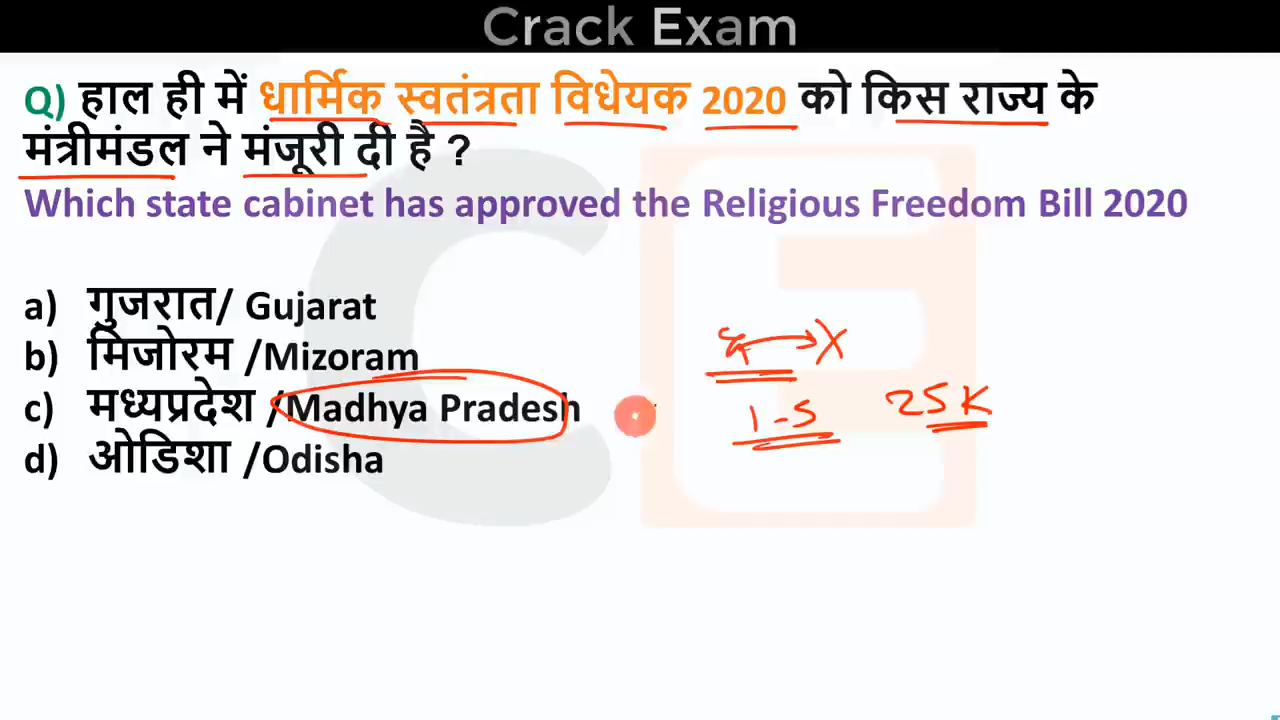 Crack Exam
Q) हाल ही में धार्मिक स्वतंत्रता विधेयक 2020 को किस राज्य के
मंत्रीमंडल ने मंजूरी दी है ?
Which state cabinet has approved the Religious Freedom Bill 2020
a) गुजरात/ Gujarat
b) मिजोरम /Mizoram
c) मध्यप्रदेश /Madhya Pradesh
d) ओडिशा /Odisha
1-5 25K